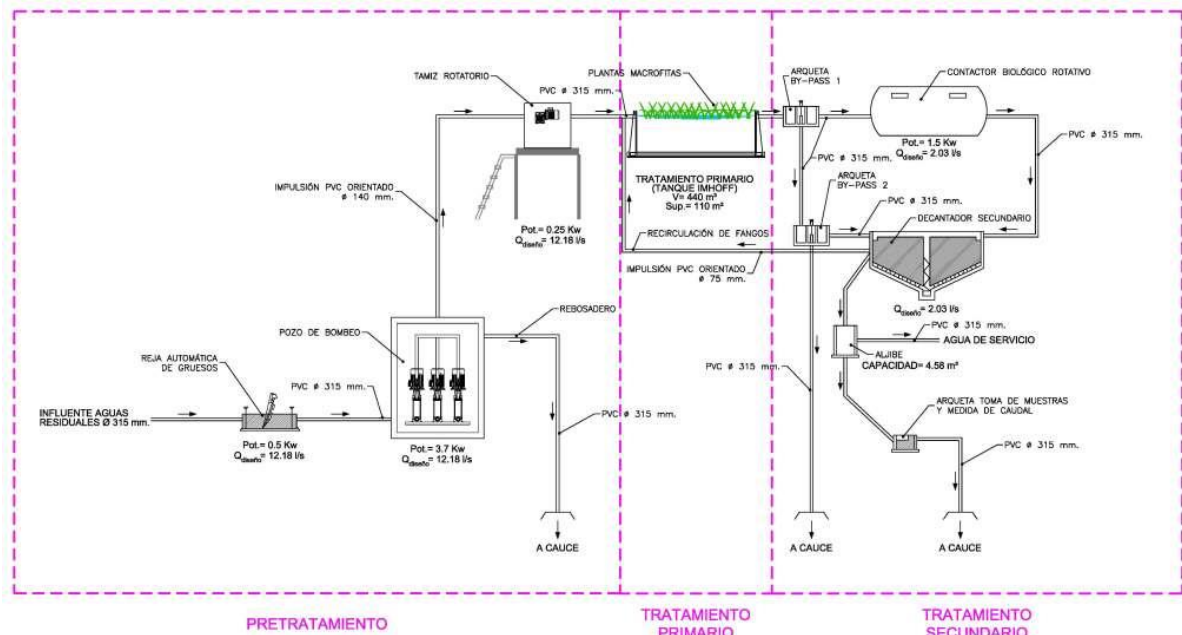 TAMIZ ROTATORIO
PVC ø 315 mm.
PLANTAS MACROFITAS
ARQUETA
BY-PASS 1
CONTACTOR BIOLÓGICO ROTATIVO
Pot.= 1.5 Kw
Qdiseño= 2.03 l/s
PVC ø 315 mm.
PVC ø 315 mm.
IMPULSIÓN PVC ORIENTADO
ø 140 mm.
TRATAMIENTO PRIMARIO
(TANQUE IMHOFF)
V= 440 m³
Sup.= 110 m²
ARQUETA
BY-PASS 2
PVC ø 315 mm.
DECANTADOR SECUNDARIO
Pot.= 0.25 Kw
Qdiseño= 12.18 l/s
RECIRCULACIÓN DE FANGOS
IMPULSIÓN PVC ORIENTADO
ø 75 mm.
Qdiseño= 2.03 l/s
REBOSADERO
POZO DE BOMBEO
PVC ø 315 mm.
AGUA DE SERVICIO
ALJIBE
CAPACIDAD= 4.58 m³
REJA AUTOMÁTICA
DE GRUESOS
PVC ø 315 mm.
PVC ø 315 mm.
INFLUENTE AGUAS
RESIDUALES Ø 315 mm.
PVC ø 315 mm.
ARQUETA TOMA DE MUESTRAS
Y MEDIDA DE CAUDAL
Pot.= 0.5 Kw
Qdiseño= 12.18 l/s
Pot.= 3.7 Kw
Qdiseño= 12.18 l/s
PVC ø 315 mm.
A CAUCE
A CAUCE
A CAUCE
PRETRATAMIENTO
TRATAMIENTO
PRIMARIO
TRATAMIENTO
SECUNDARIO